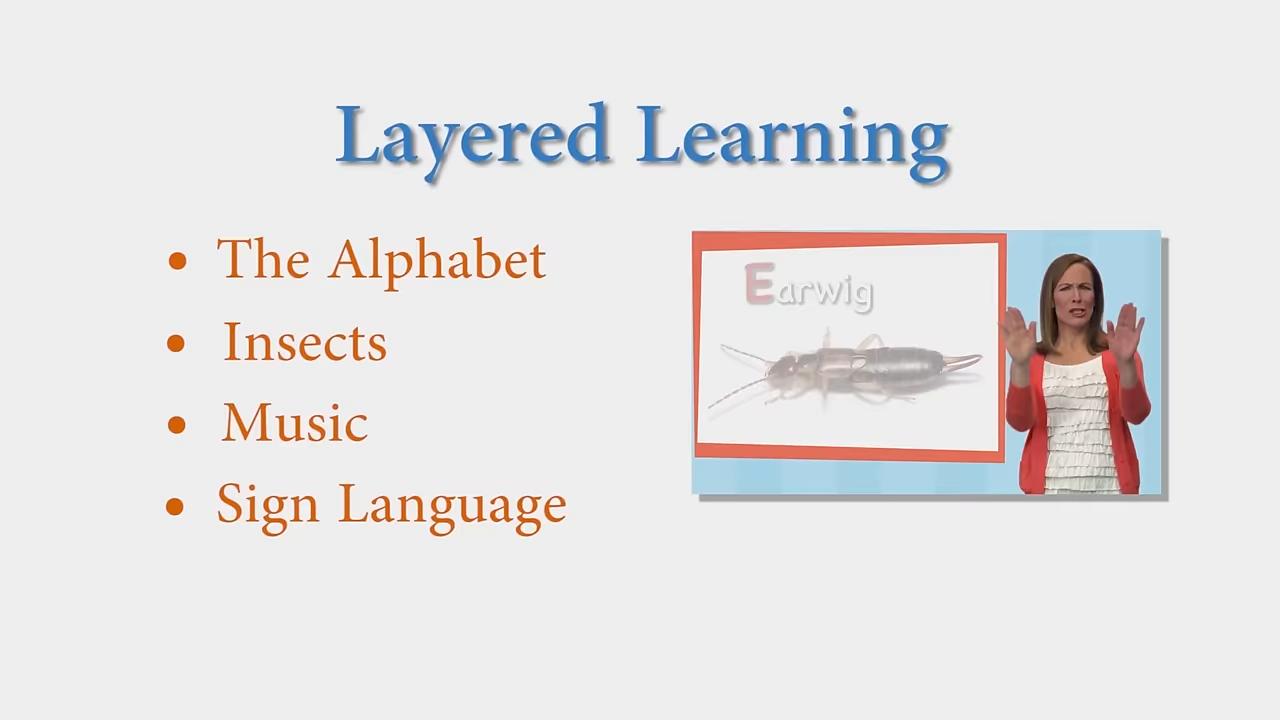 Layered Learning
• The Alphabet
• Insects
• Music
• Sign Language
Earwig